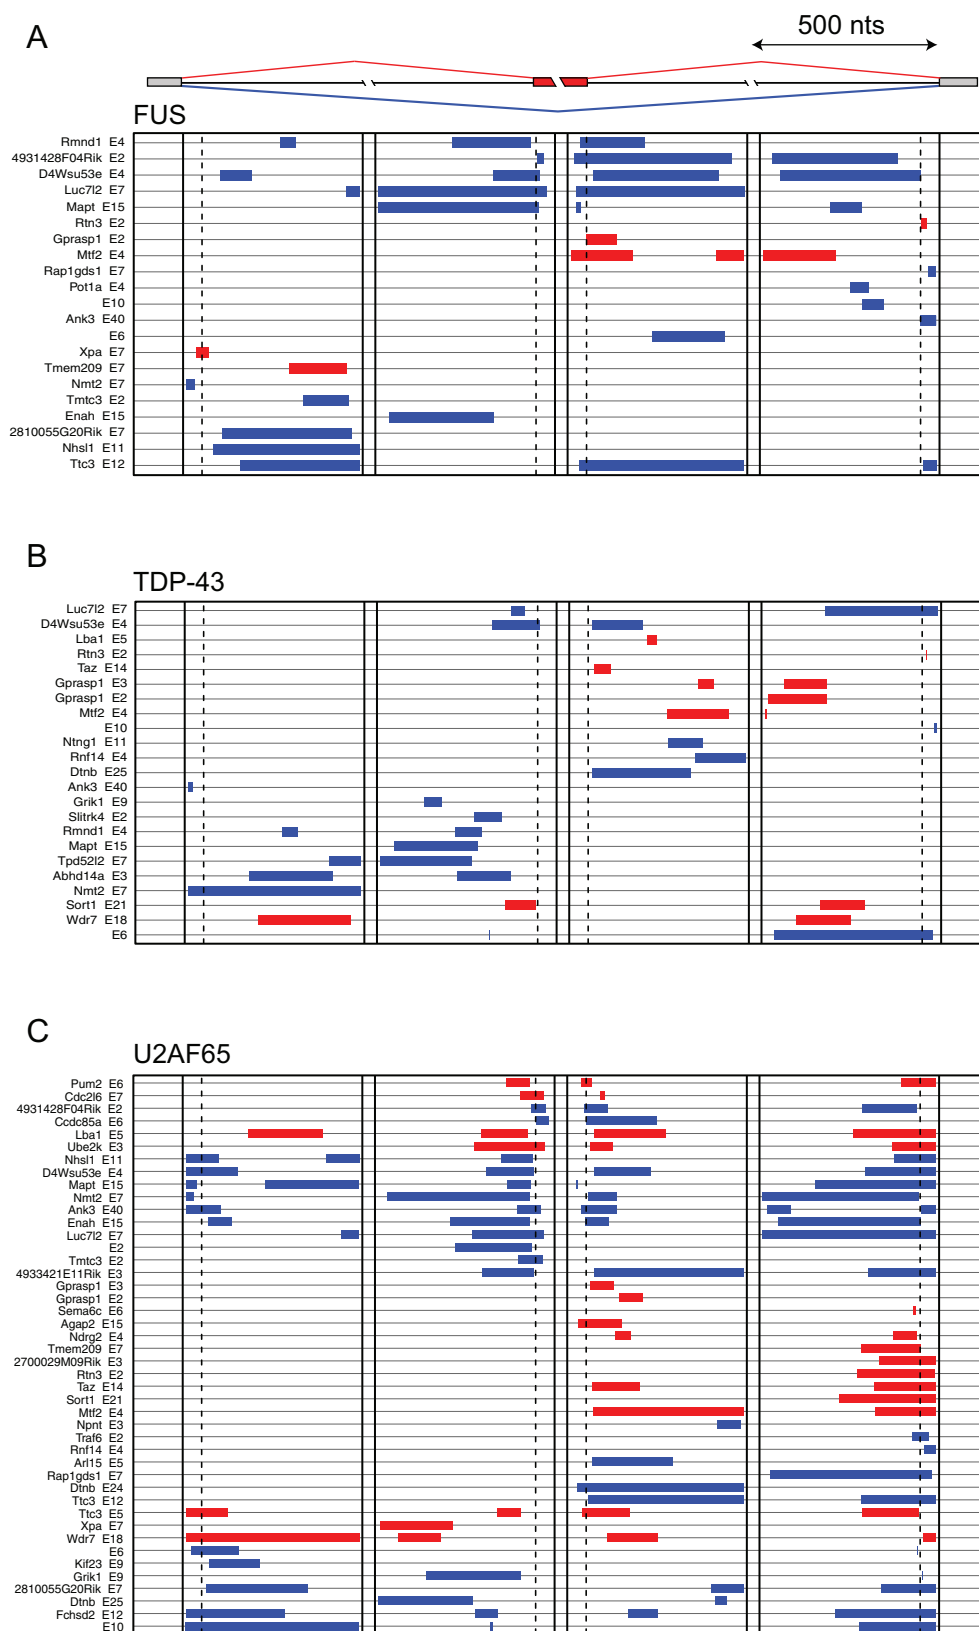 A
500 nts
FUS
Rmnd1 E4
4931428F04Rik E2
D4Wsu53e E4
Luc7l2 E7
Mapt E15
Rtn3 E2
Gprasp1 E2
Mtf2 E4
Rap1gds1 E7
Pot1a E4
E10
Ank3 E40
E6
Xpa E7
Tmem209 E7
Nmt2 E7
Tmtc3 E2
Enah E15
2810055G20Rik E7
Nhsl1 E11
Ttc3 E12
B
TDP-43
Luc7l2 E7
D4Wsu53e E4
Lba1 E5
Rtn3 E2
Taz E14
Gprasp1 E3
Gprasp1 E2
Mtf2 E4
E10
Ntng1 E11
Rnf14 E4
Dtnb E25
Ank3 E40
Grik1 E9
Slitrk4 E2
Rmnd1 E4
Mapt E15
Tpd52l2 E7
Abhd14a E3
Nmt2 E7
Sort1 E21
Wdr7 E18
E6
C
U2AF65
Pum2 E6
Cdc2l6 E7
4931428F04Rik E2
Ccdc85a E6
Lba1 E5
Ube2k E3
Nhsl1 E11
D4Wsu53e E4
Mapt E15
Nmt2 E7
Ank3 E40
Enah E15
Luc7l2 E7
E2
Tmtc3 E2
4933421E11Rik E3
Gprasp1 E3
Gprasp1 E2
Sema6c E6
Agap2 E15
Ndrg2 E4
Tmem209 E7
2700029M09Rik E3
Rtn3 E2
Taz E14
Sort1 E21
Mtf2 E4
Npnt E3
Traf6 E2
Rnf14 E4
Arl15 E5
Rap1gds1 E7
Dtnb E24
Ttc3 E12
Ttc3 E5
Xpa E7
Wdr7 E18
E6
Kif23 E9
Grik1 E9
2810055G20Rik E7
Dtnb E25
Fchsd2 E12
E10